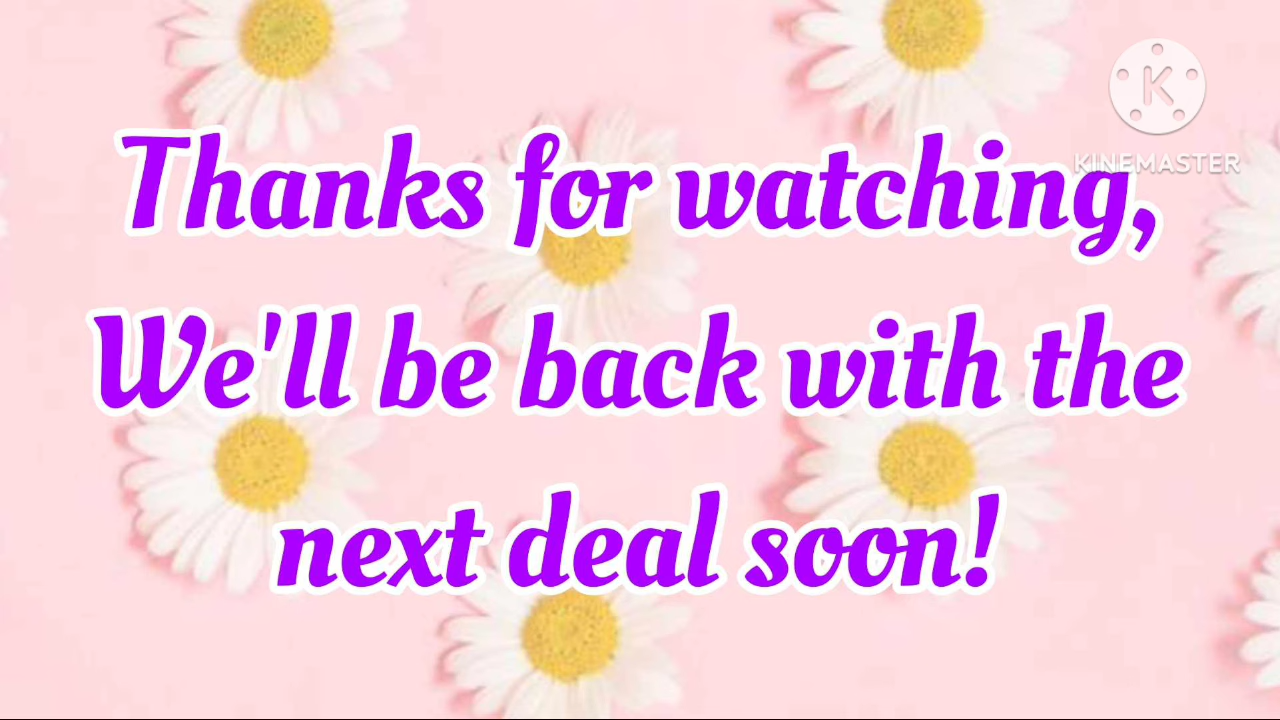 K
KINEMASTER
Thanks for watching,
We'll be back with the
next deal soon!